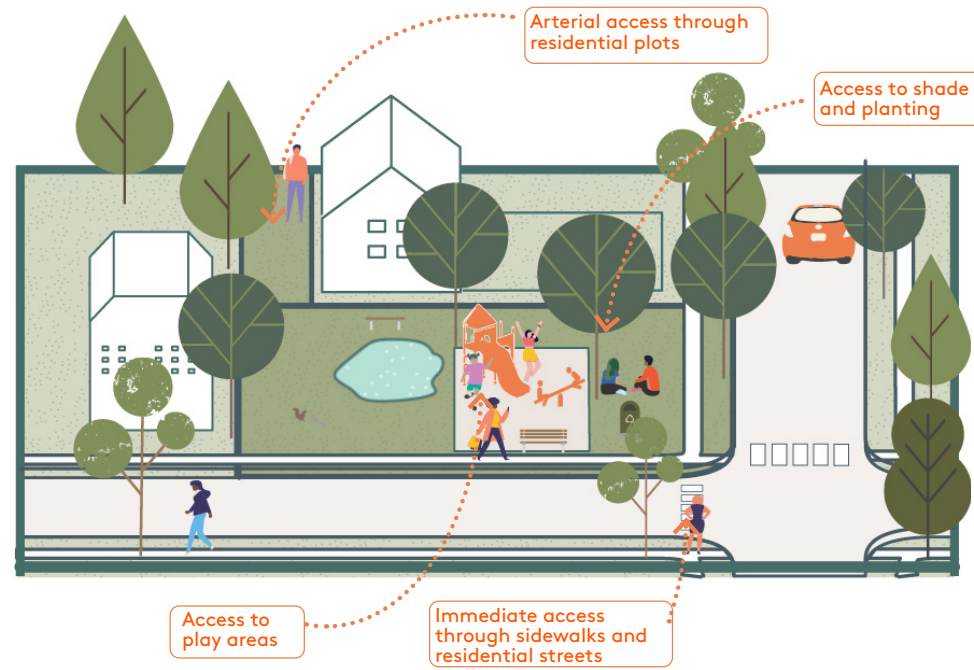 Arterial access through
residential plots
Access to shade
and planting
Access to
play areas
Immediate access
through sidewalks and
residential streets